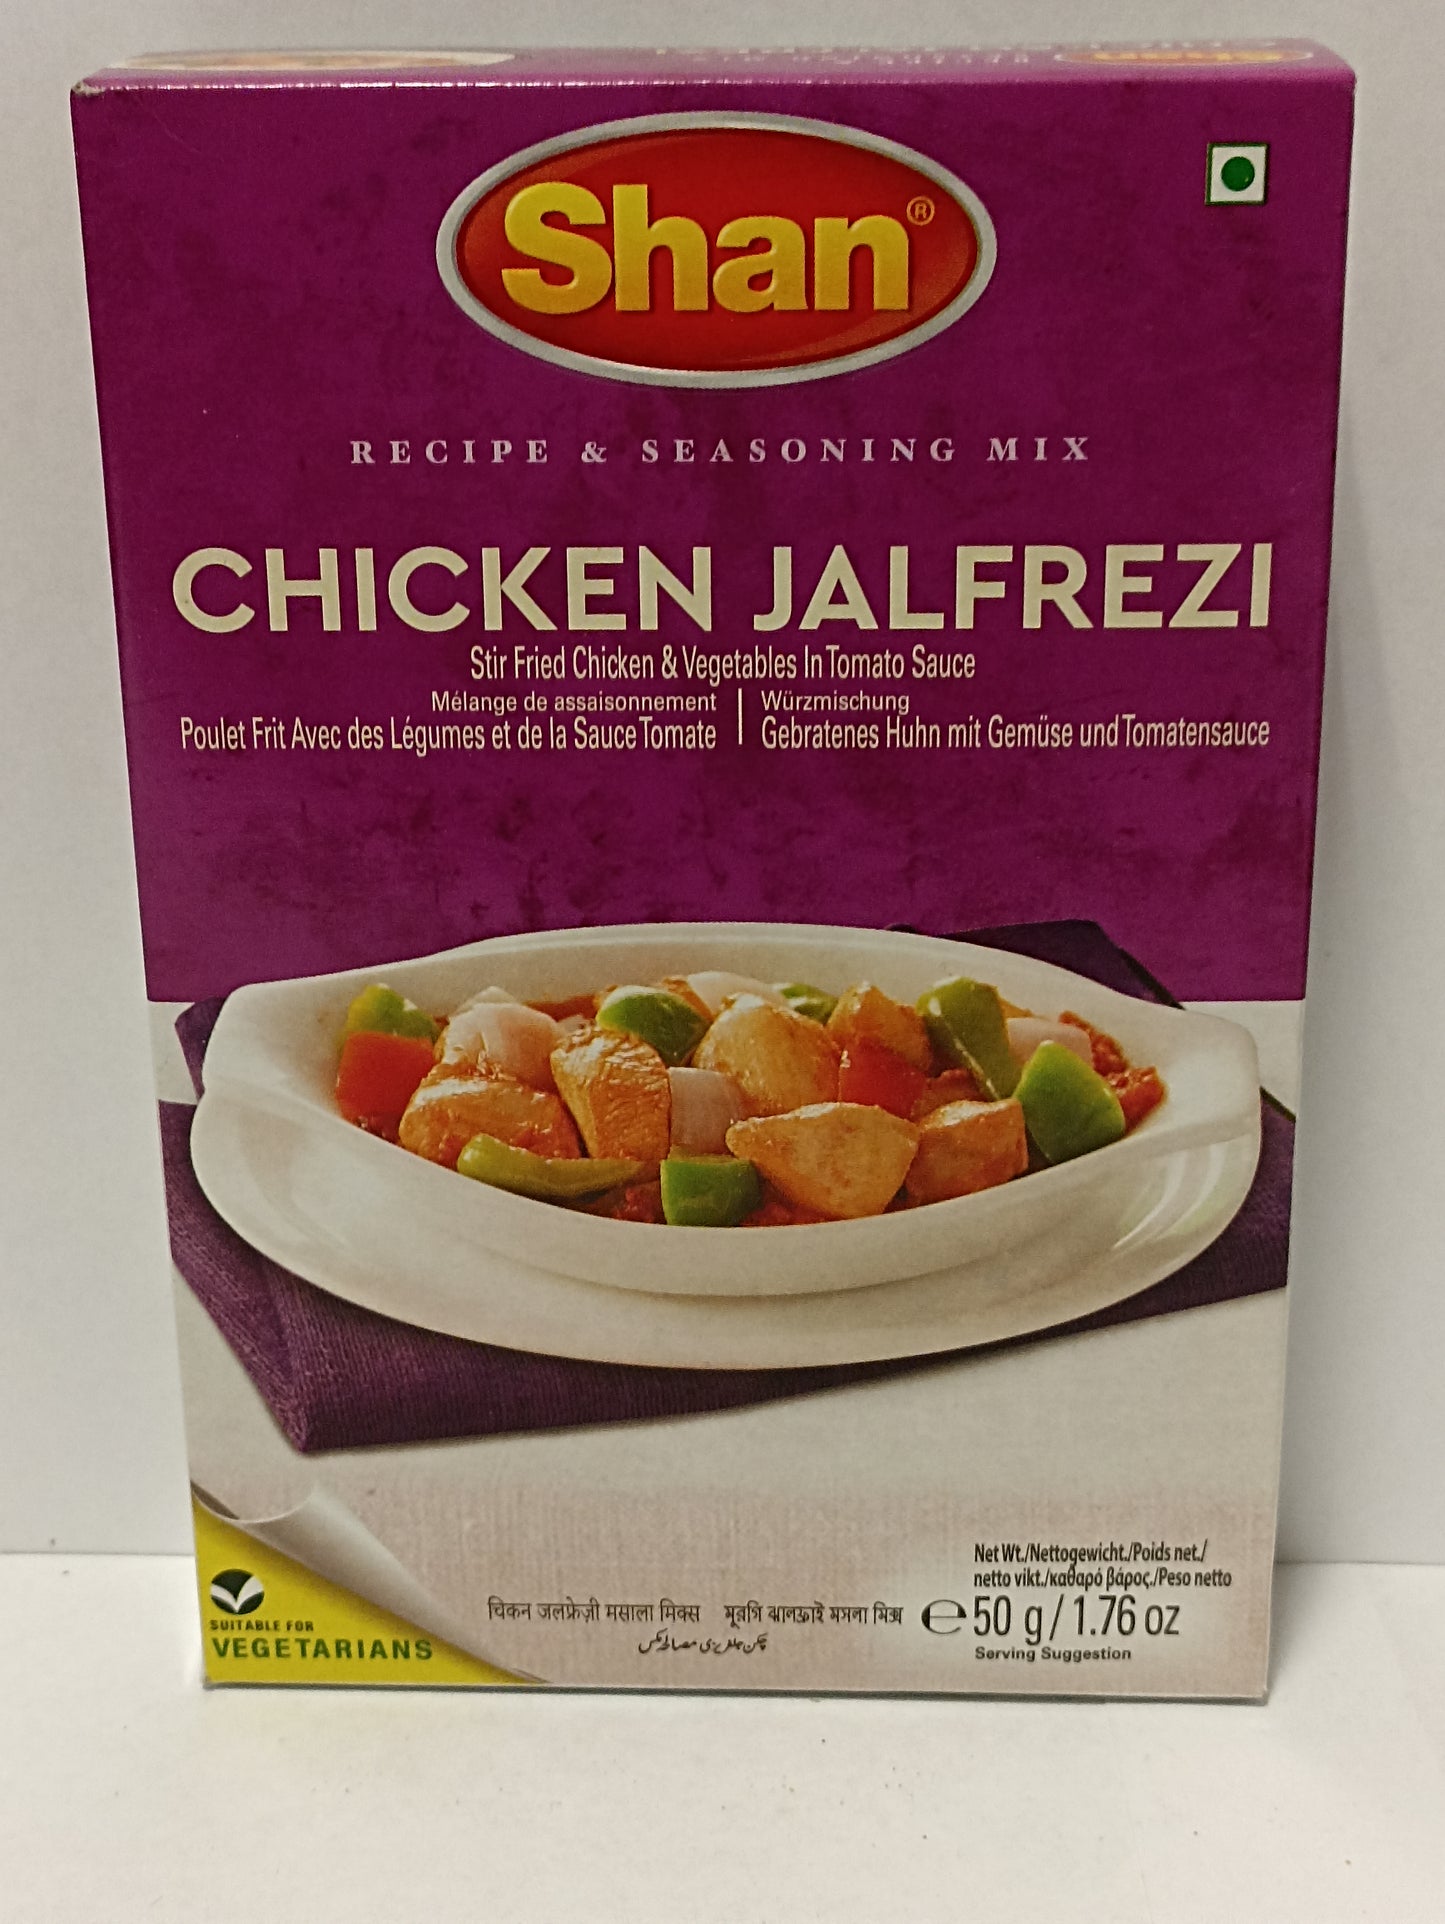 Shan®
RECIPE & SEASONING MIX
CHICKEN JALFREZI
Stir Fried Chicken & Vegetables In Tomato Sauce
Mélange de assaisonnement
Poulet Frit Avec des Légumes et de la Sauce Tomate
Würzmischung
Gebratenes Huhn mit Gemüse und Tomatensauce
SUITABLE FOR
VEGETARIANS
चिकन जलफ्रेज़ी मसाला मिक्स
Net Wt./Nettogewicht./Poids net./
netto vikt./καθαρό βάρος./Peso netto
℮ 50 g / 1.76 oz
Serving Suggestion